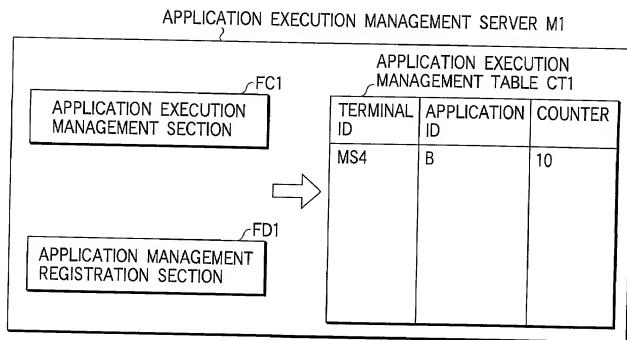 APPLICATION EXECUTION MANAGEMENT SERVER M1
FC1
APPLICATION EXECUTION
MANAGEMENT SECTION
FD1
APPLICATION MANAGEMENT
REGISTRATION SECTION
APPLICATION EXECUTION
MANAGEMENT TABLE CT1
TERMINAL ID
APPLICATION ID
COUNTER
MS4 B 10